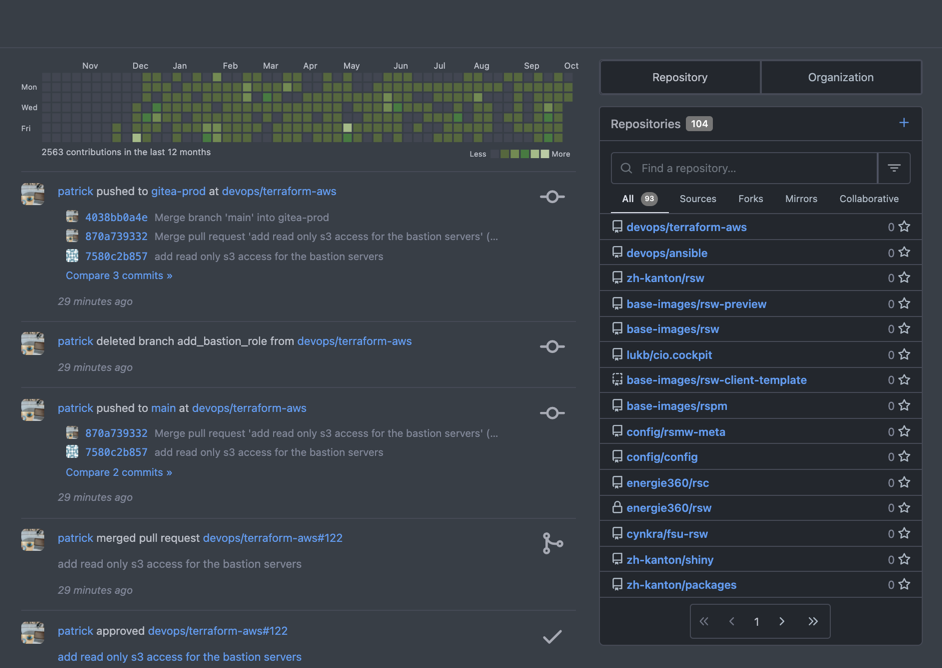 Nov Dec Jan Feb Mar Apr May Jun Jul Aug Sep Oct
Mon
Wed
Fri
2563 contributions in the last 12 months
Less More
patrick pushed to gitea-prod at devops/terraform-aws
4038bb0a4e Merge branch 'main' into gitea-prod
870a739332 Merge pull request 'add read only s3 access for the bastion servers' (...
7580c2b857 add read only s3 access for the bastion servers
Compare 3 commits »
29 minutes ago
patrick deleted branch add_bastion_role from devops/terraform-aws
29 minutes ago
patrick pushed to main at devops/terraform-aws
870a739332 Merge pull request 'add read only s3 access for the bastion servers' (...
7580c2b857 add read only s3 access for the bastion servers
Compare 2 commits »
29 minutes ago
patrick merged pull request devops/terraform-aws#122
add read only s3 access for the bastion servers
29 minutes ago
patrick approved devops/terraform-aws#122
add read only s3 access for the bastion servers
Repository Organization
Repositories 104
Find a repository...
All 93 Sources Forks Mirrors Collaborative
devops/terraform-aws 0
devops/ansible 0
zh-kanton/rsw 0
base-images/rsw-preview 0
base-images/rsw 0
lukb/cio.cockpit 0
base-images/rsw-client-template 0
base-images/rspm 0
config/rsmw-meta 0
config/config 0
energie360/rsc 0
energie360/rsw 0
cynkra/fsu-rsw 0
zh-kanton/shiny 0
zh-kanton/packages 0
1